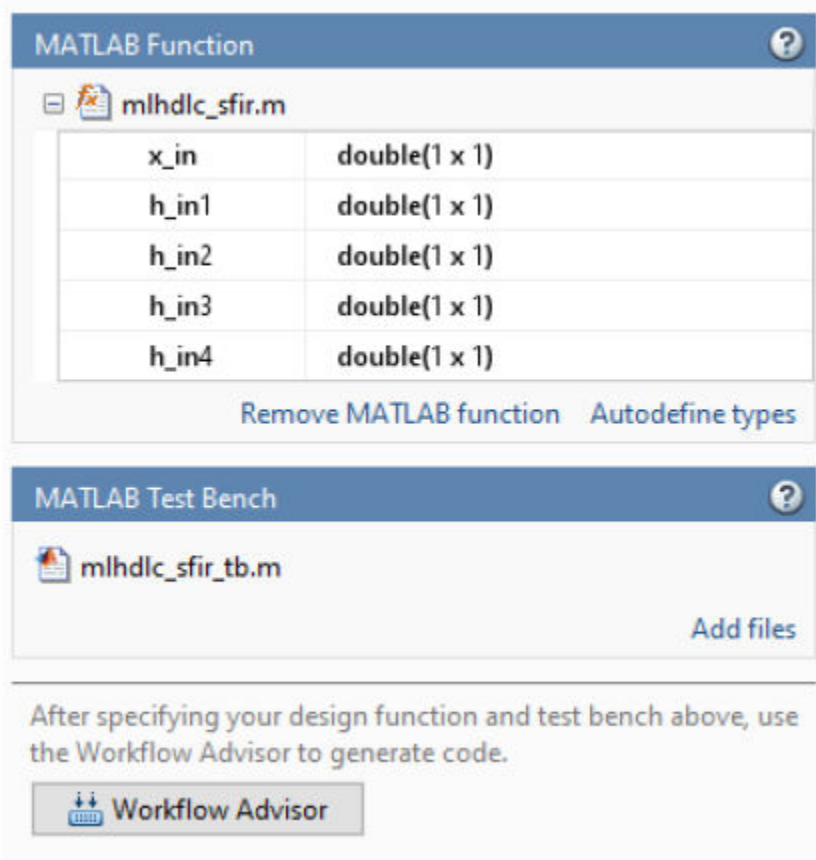 MATLAB Function ?
mlhdlc_sfir.m
x_in double(1 x 1)
h_in1 double(1 x 1)
h_in2 double(1 x 1)
h_in3 double(1 x 1)
h_in4 double(1 x 1)
Remove MATLAB function Autodefine types
MATLAB Test Bench ?
mlhdlc_sfir_tb.m
Add files
After specifying your design function and test bench above, use
the Workflow Advisor to generate code.
Workflow Advisor